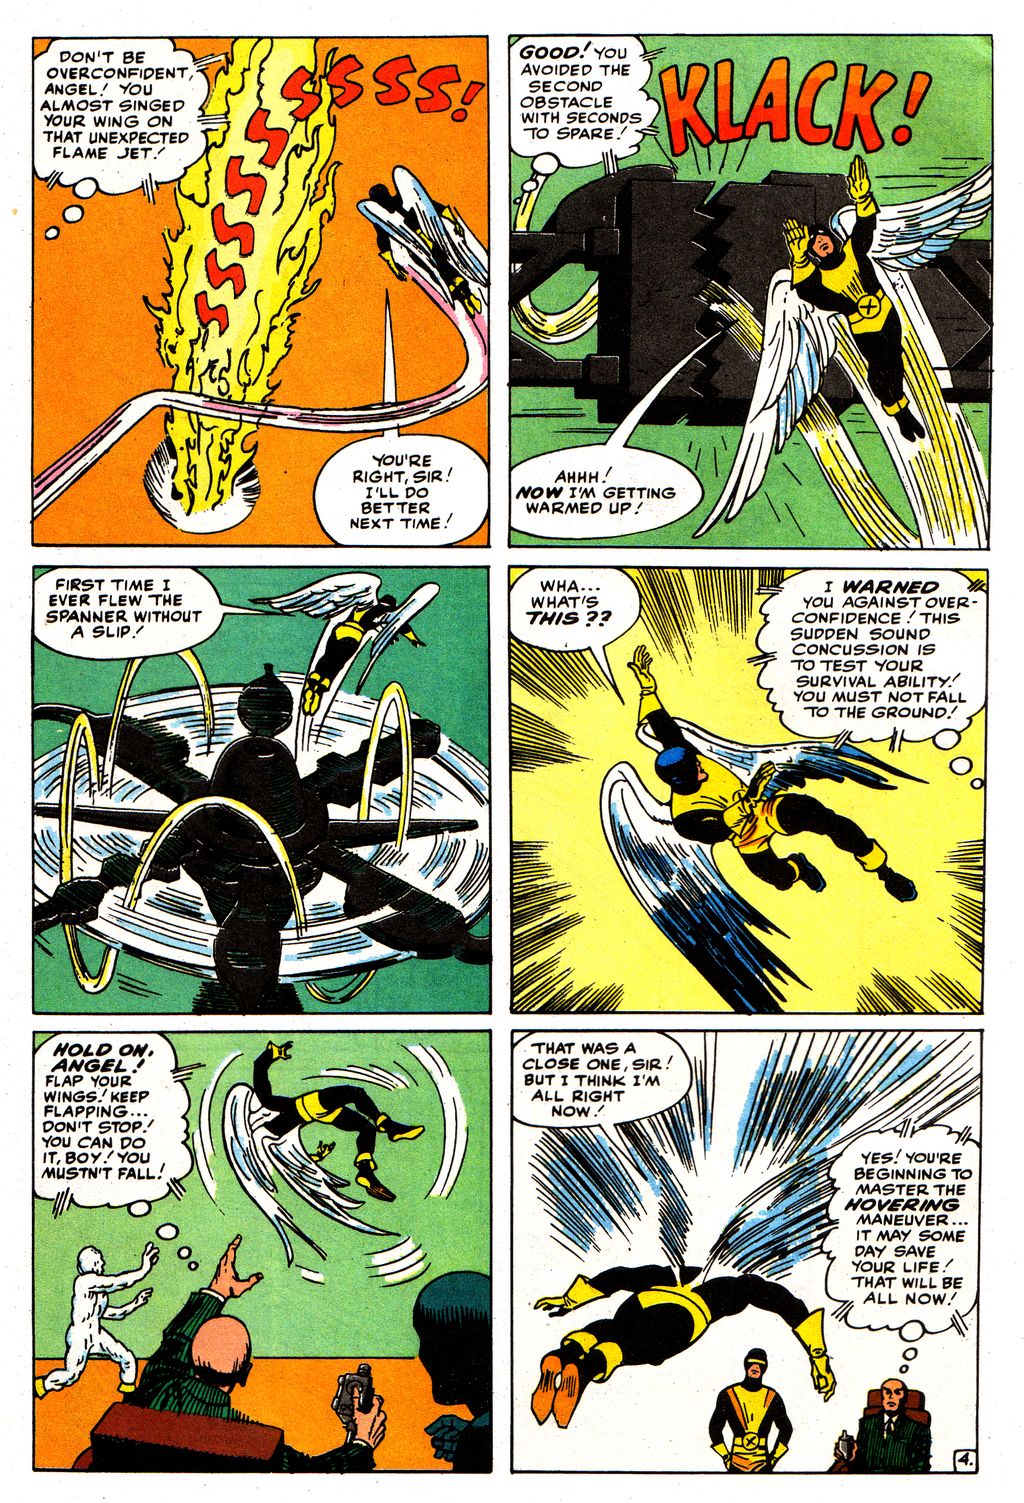 DON'T BE
OVERCONFIDENT,
ANGEL! YOU
ALMOST SINGED
YOUR WING ON
THAT UNEXPECTED
FLAME JET!
SSSSSSSSSS!
YOU'RE
RIGHT, SIR!
I'LL DO
BETTER
NEXT TIME!
GOOD! YOU
AVOIDED THE
SECOND
OBSTACLE
WITH SECONDS
TO SPARE!
KLACK!
AHHH!
NOW I'M GETTING
WARMED UP!
FIRST TIME I
EVER FLEW THE
SPANNER WITHOUT
A SLIP!
WHA...
WHAT'S
THIS??
I WARNED
YOU AGAINST OVER-
CONFIDENCE! THIS
SUDDEN SOUND
CONCUSSION IS
TO TEST YOUR
SURVIVAL ABILITY!
YOU MUST NOT FALL
TO THE GROUND!
HOLD ON,
ANGEL!
FLAP YOUR
WINGS! KEEP
FLAPPING...
DON'T STOP!
YOU CAN DO
IT, BOY! YOU
MUSTN'T FALL!
THAT WAS A
CLOSE ONE, SIR!
BUT I THINK I'M
ALL RIGHT
NOW!
YES! YOU'RE
BEGINNING TO
MASTER THE
HOVERING
MANEUVER...
IT MAY SOME
DAY SAVE
YOUR LIFE!
THAT WILL BE
ALL NOW!
X
4.